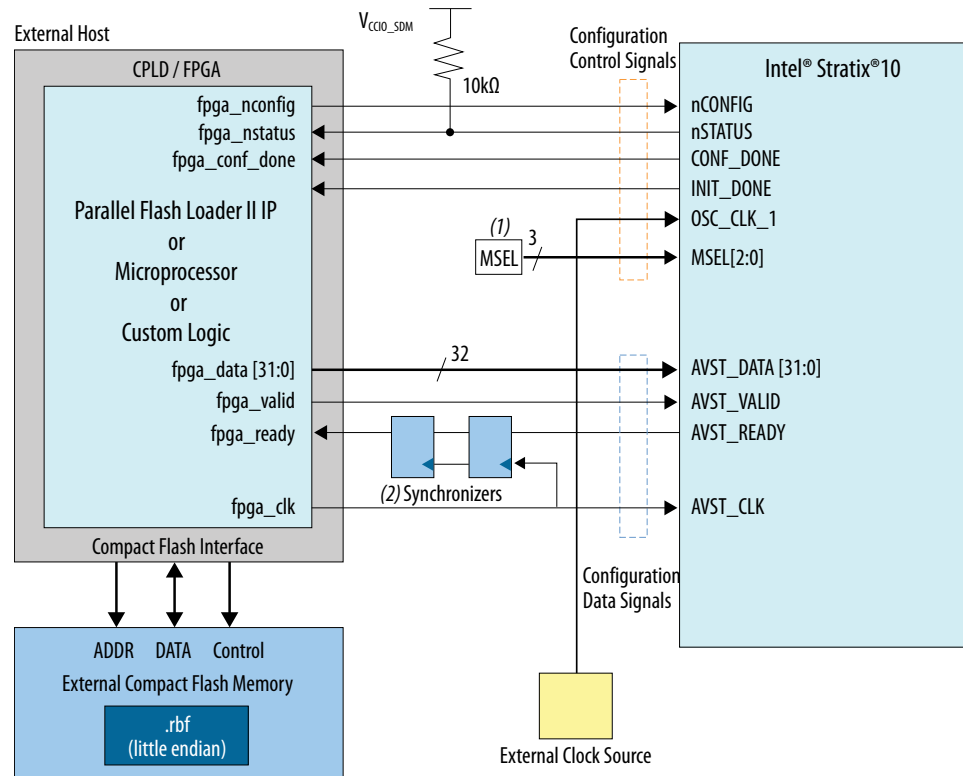 External Host
CPLD / FPGA
V_CCIO_SDM
10kΩ
Configuration
Control Signals
Intel® Stratix®10
fpga_nconfig
fpga_nstatus
fpga_conf_done
nCONFIG
nSTATUS
CONF_DONE
INIT_DONE
OSC_CLK_1
MSEL[2:0]
(1)
MSEL
3
Parallel Flash Loader II IP
or
Microprocessor
or
Custom Logic
fpga_data [31:0]
fpga_valid
fpga_ready
fpga_clk
32
AVST_DATA [31:0]
AVST_VALID
AVST_READY
AVST_CLK
(2) Synchronizers
Compact Flash Interface
Configuration
Data Signals
ADDR DATA Control
External Compact Flash Memory
.rbf
(little endian)
External Clock Source